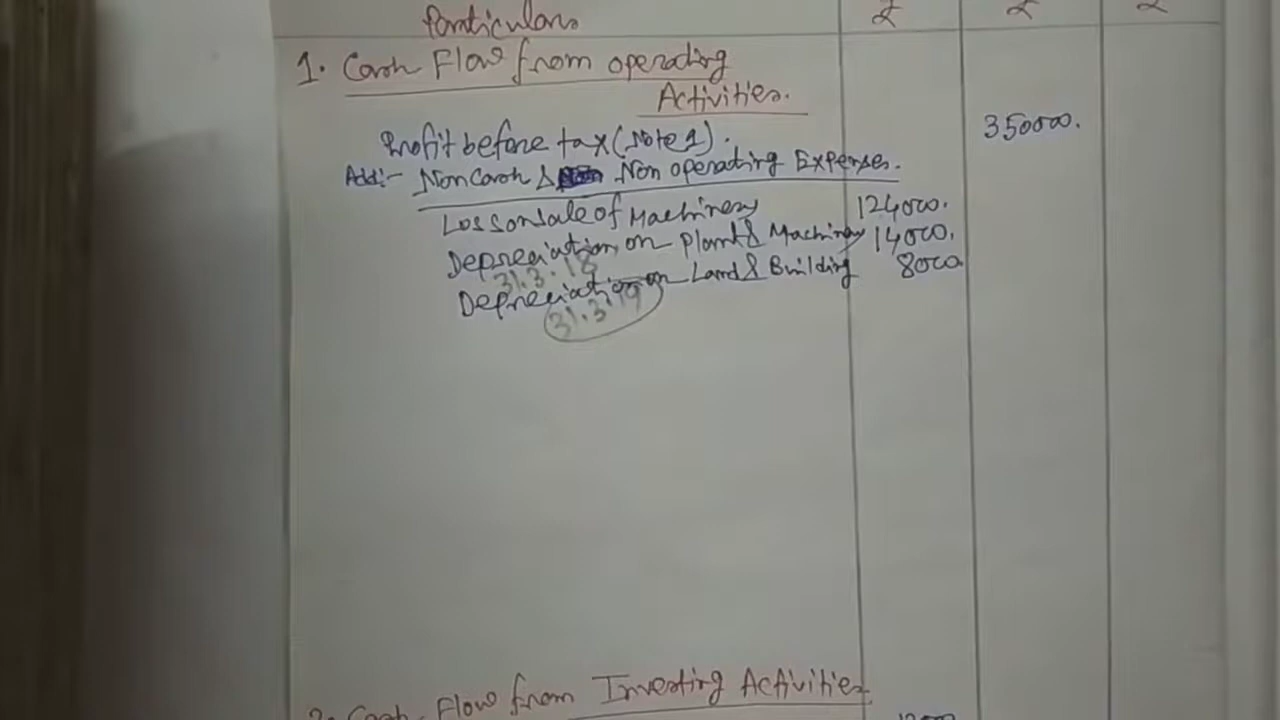 Particulars ₹ ₹ ₹
1. Cash Flow from operating
Activities.
Profit before tax (Note 1). 350000.
Add:- Non Cash & Non operating Expenses.
Loss on sale of Machinery 124000.
Depreciation on Plant & Machinery 14000.
31.3.18
Depreciation on Land & Building 8000
31.3.19
2. Cash Flow from Investing Activities